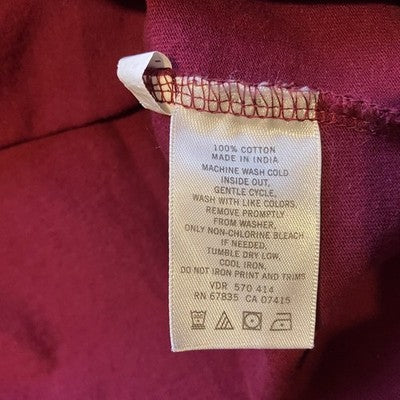 100% COTTON
MADE IN INDIA
MACHINE WASH COLD
INSIDE OUT,
GENTLE CYCLE,
WASH WITH LIKE COLORS,
REMOVE PROMPTLY
FROM WASHER,
ONLY NON-CHLORINE BLEACH
IF NEEDED,
TUMBLE DRY LOW,
COOL IRON,
DO NOT IRON PRINT AND TRIMS
VDR 570 414
RN 67835 CA 07415